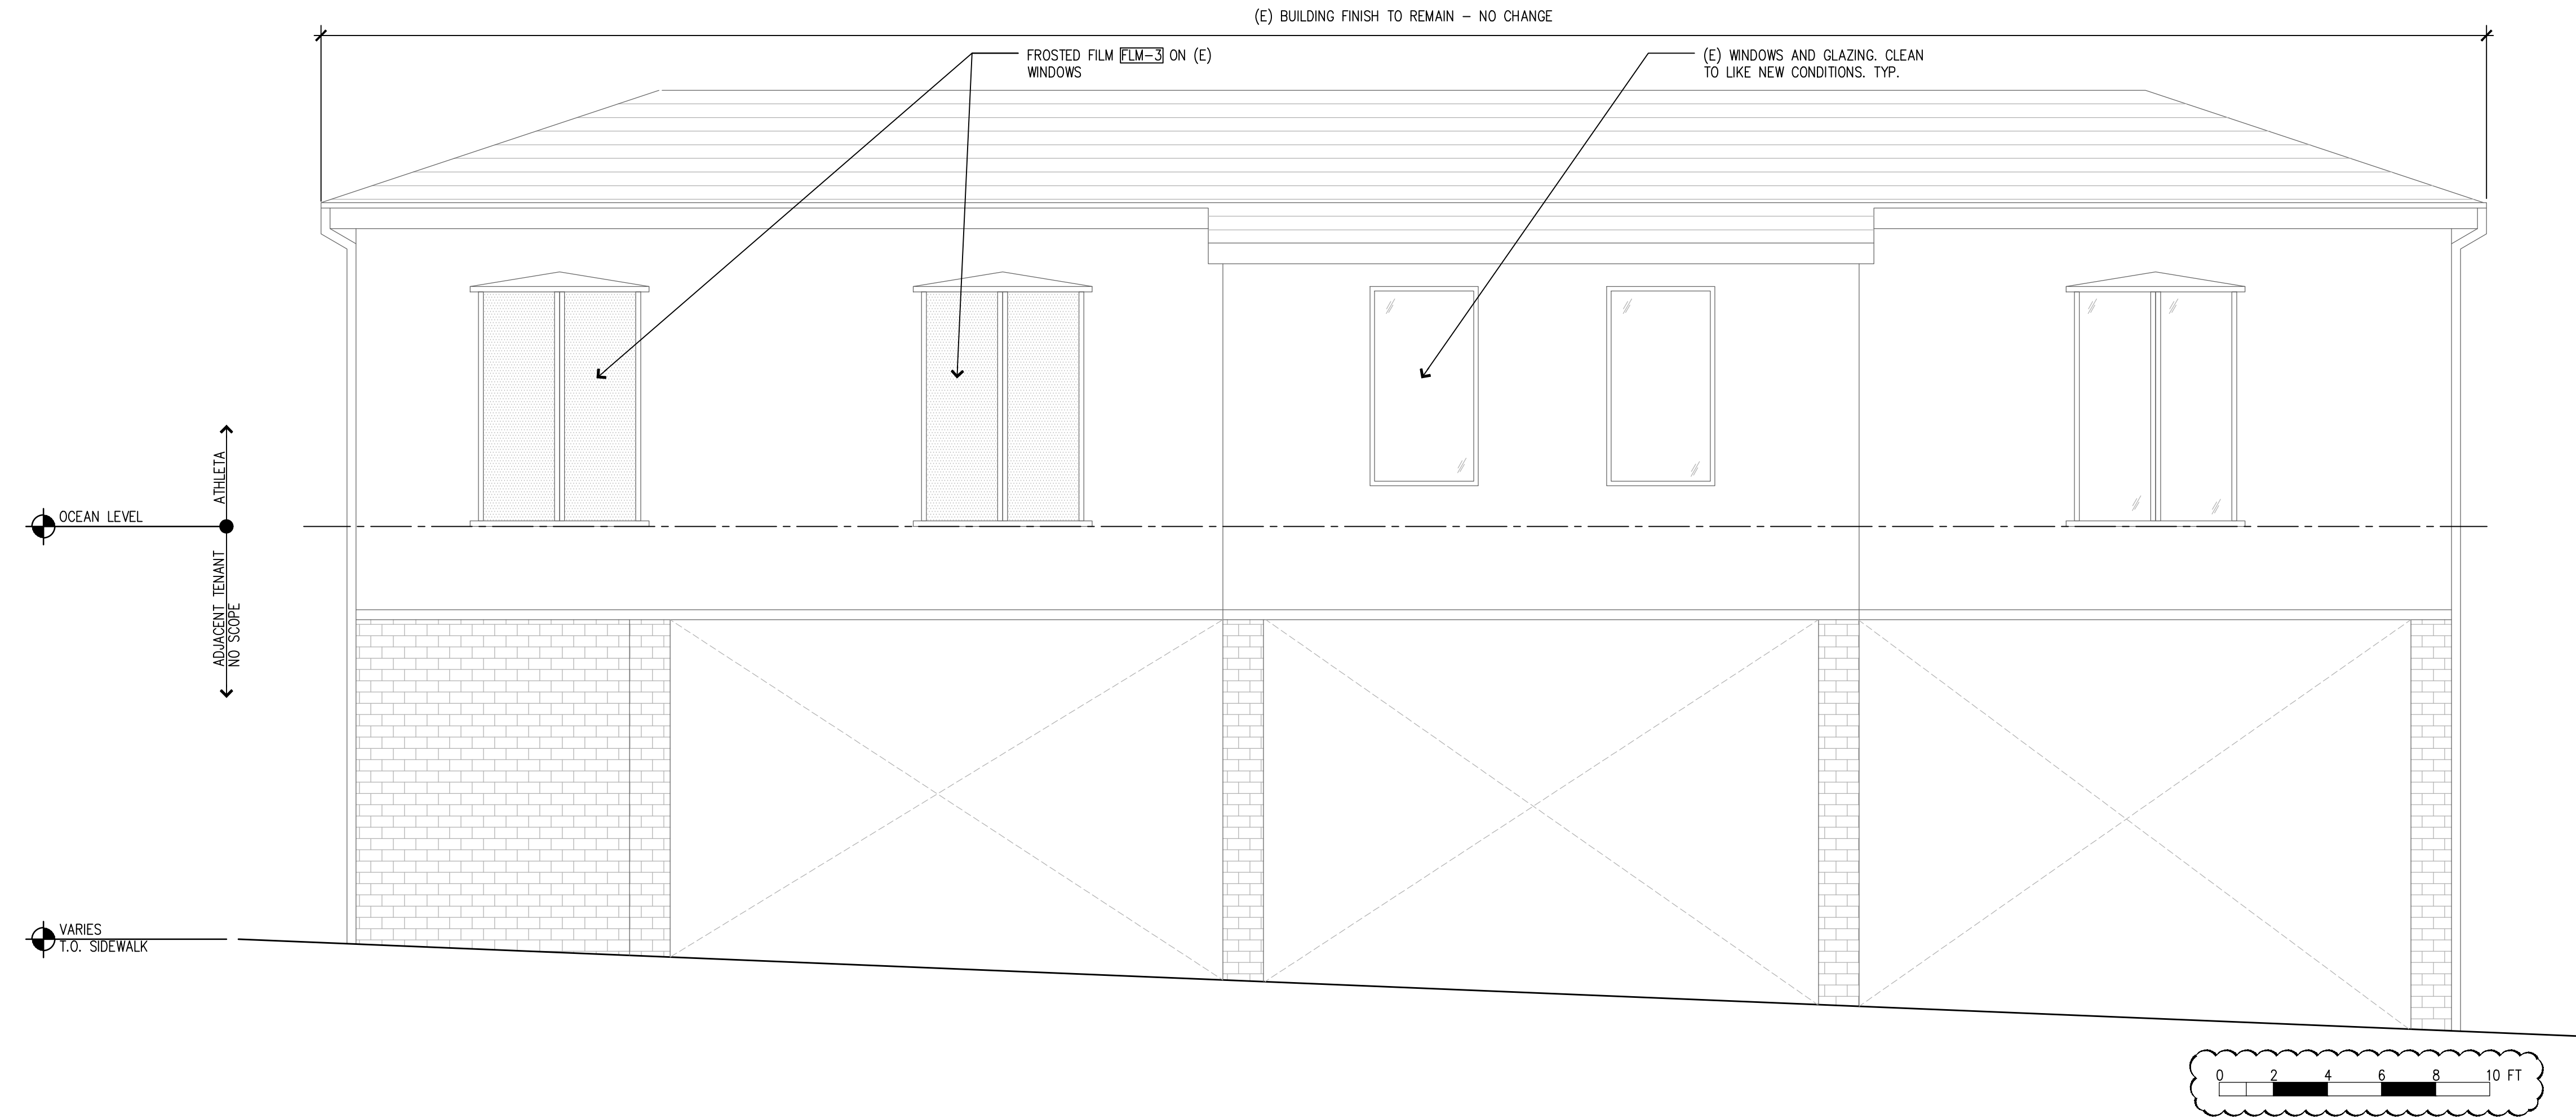 (E) BUILDING FINISH TO REMAIN – NO CHANGE
FROSTED FILM FLM–3 ON (E)
WINDOWS
(E) WINDOWS AND GLAZING. CLEAN
TO LIKE NEW CONDITIONS. TYP.
ATHLETA
OCEAN LEVEL
ADJACENT TENANT
NO SCOPE
VARIES
T.O. SIDEWALK
0 2 4 6 8 10 FT